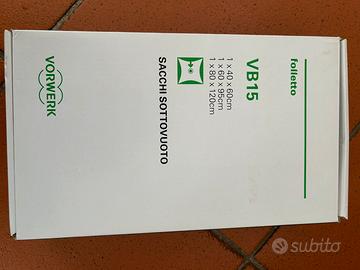 folletto
VB15
1 x 40 x 60cm
1 x 60 x 95cm
1 x 80 x 120cm
SACCHI SOTTOVUOTO
VORWERK
subito